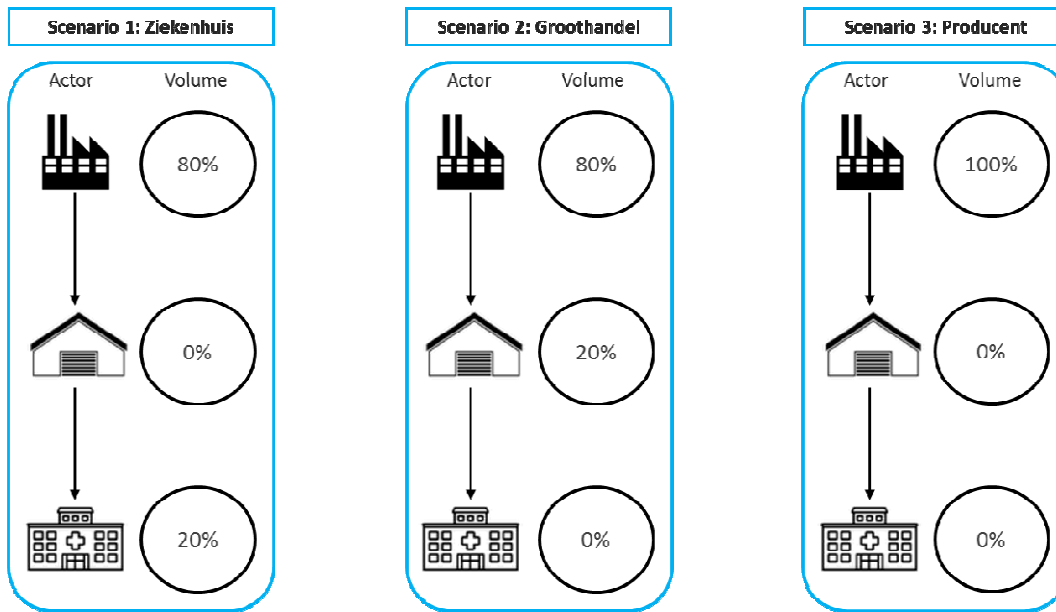 Scenario 1: Ziekenhuis
Actor Volume
80%
0%
20%
Scenario 2: Groothandel
Actor Volume
80%
20%
0%
Scenario 3: Producent
Actor Volume
100%
0%
0%